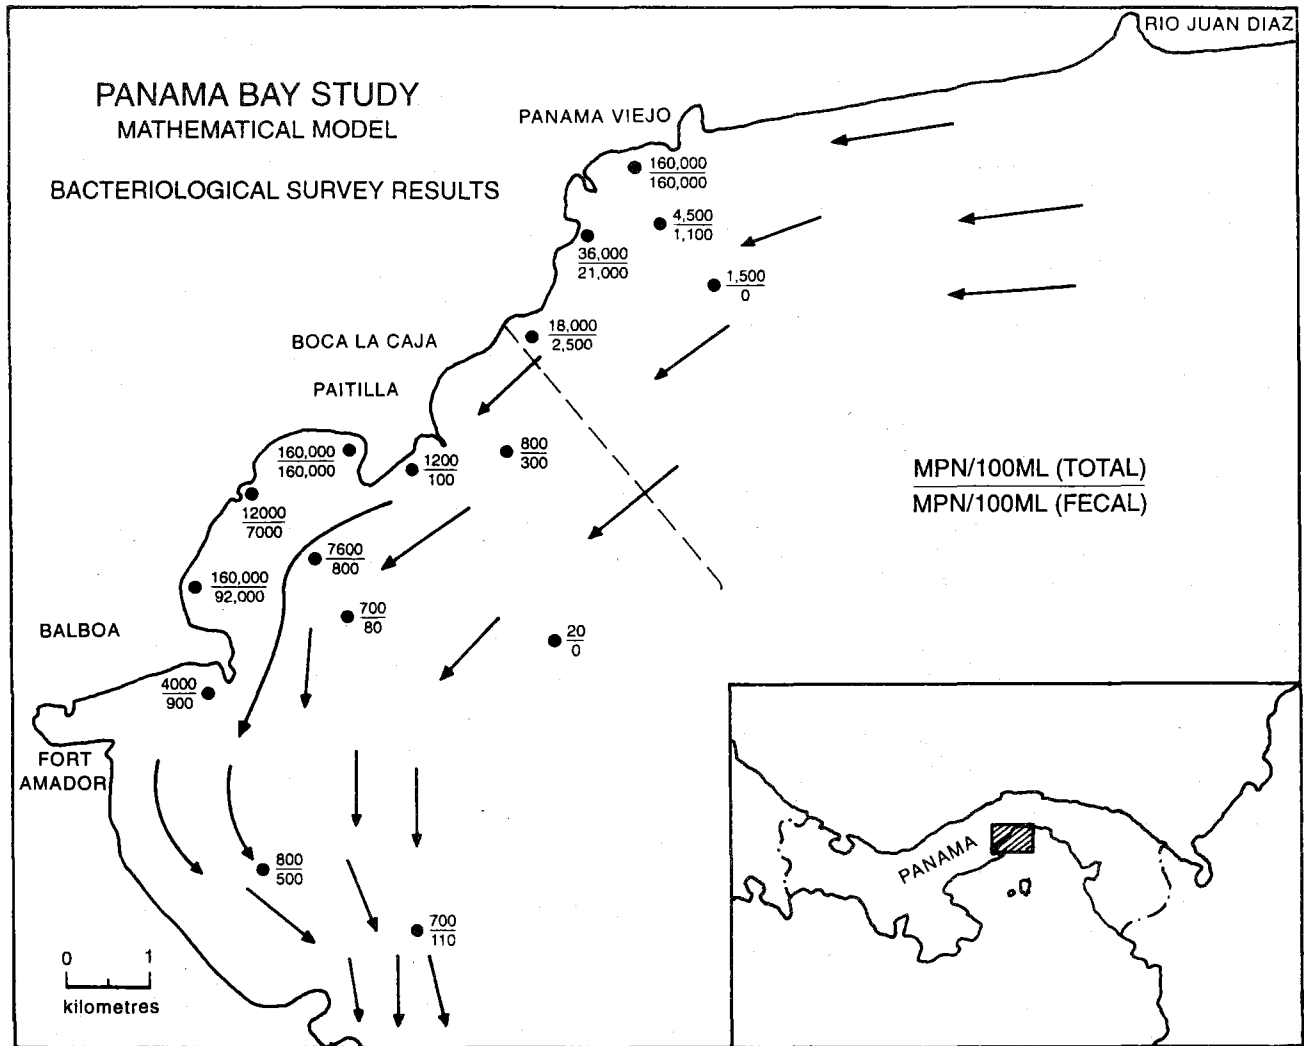 RIO JUAN DIAZ
PANAMA BAY STUDY
MATHEMATICAL MODEL
BACTERIOLOGICAL SURVEY RESULTS
PANAMA VIEJO
160,000
160,000
4,500
1,100
36,000
21,000
1,500
0
18,000
2,500
BOCA LA CAJA
PAITILLA
160,000
160,000
1200
100
800
300
MPN/100ML (TOTAL)
MPN/100ML (FECAL)
12000
7000
7600
800
160,000
92,000
700
80
20
0
BALBOA
4000
900
FORT
AMADOR
800
500
700
110
0 1
kilometres
PANAMA